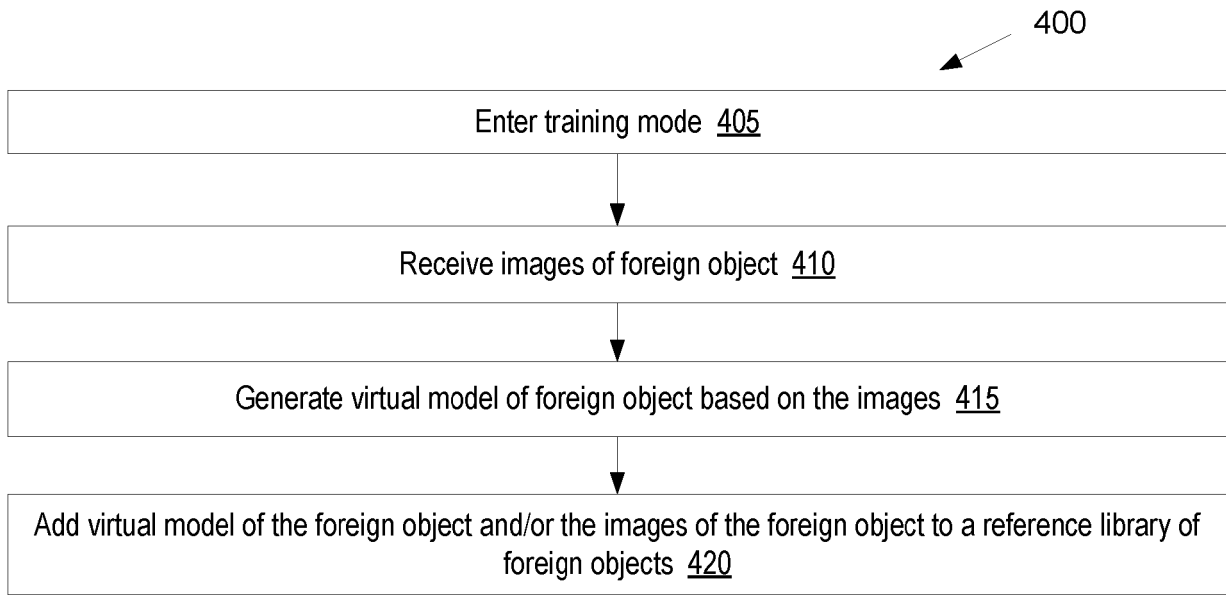 400
Enter training mode 405
Receive images of foreign object 410
Generate virtual model of foreign object based on the images 415
Add virtual model of the foreign object and/or the images of the foreign object to a reference library of
foreign objects 420